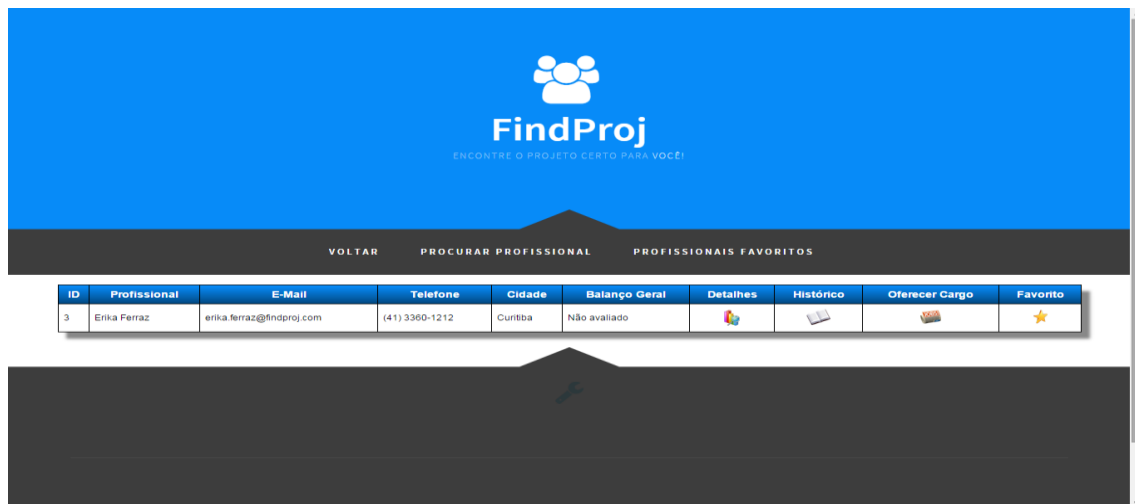 FindProj
ENCONTRE O PROJETO CERTO PARA VOCÊ!
VOLTAR PROCURAR PROFISSIONAL PROFISSIONAIS FAVORITOS
ID Profissional E-Mail Telefone Cidade Balanço Geral Detalhes Histórico Oferecer Cargo Favorito
3 Erika Ferraz erika.ferraz@findproj.com (41) 3360-1212 Curitiba Não avaliado